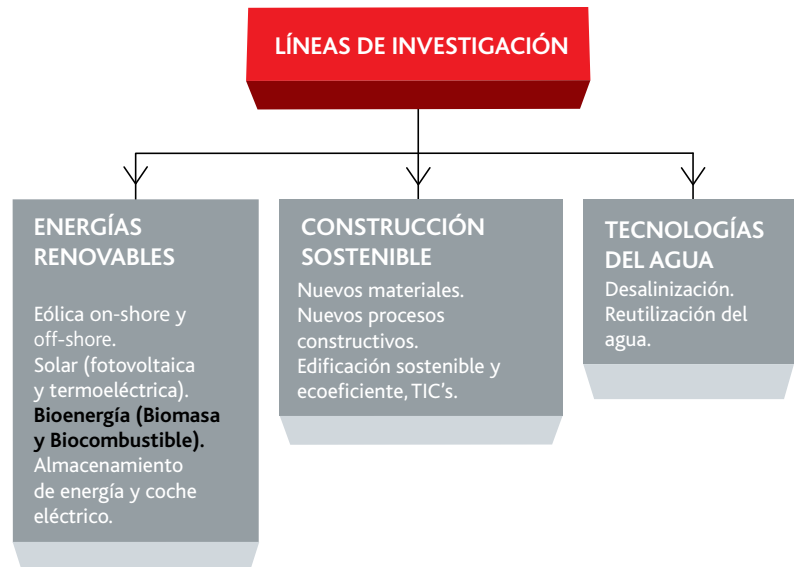 LÍNEAS DE INVESTIGACIÓN
ENERGÍAS
RENOVABLES
Eólica on-shore y
off-shore.
Solar (fotovoltaica
y termoeléctrica).
Bioenergía (Biomasa
y Biocombustible).
Almacenamiento
de energía y coche
eléctrico.
CONSTRUCCIÓN
SOSTENIBLE
Nuevos materiales.
Nuevos procesos
constructivos.
Edificación sostenible y
ecoeficiente, TIC's.
TECNOLOGÍAS
DEL AGUA
Desalinización.
Reutilización del
agua.